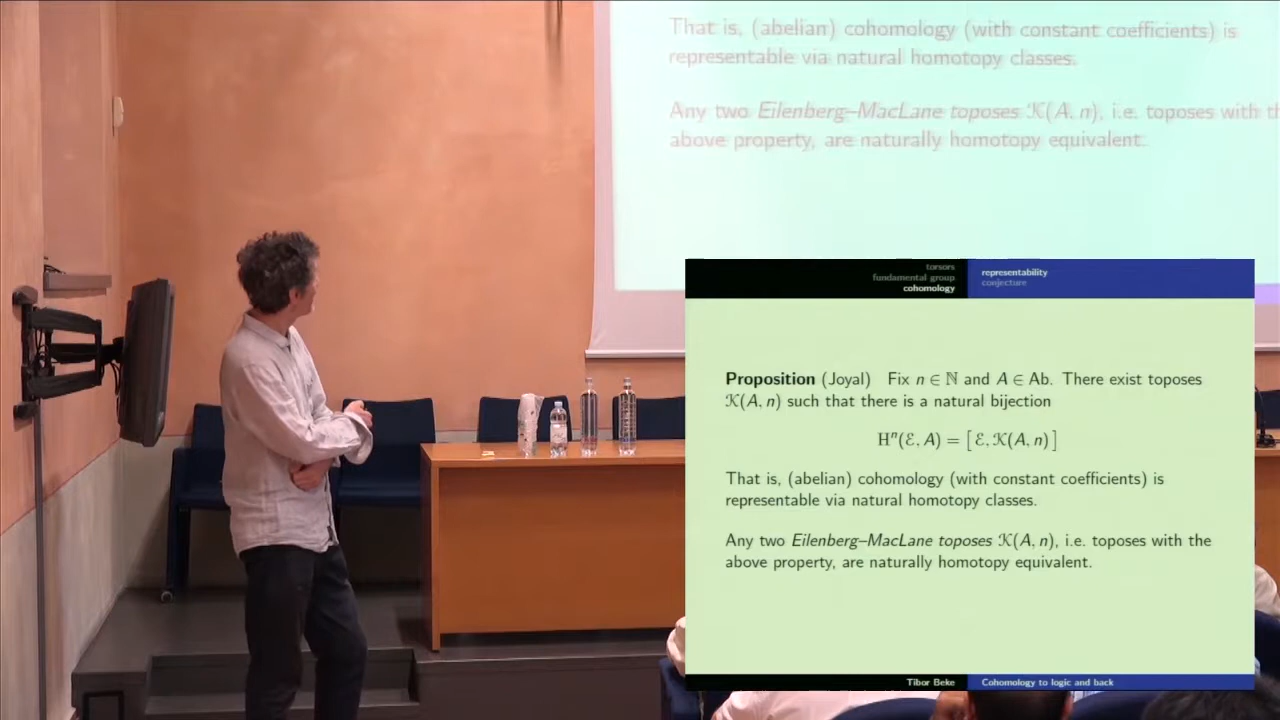 That is, (abelian) cohomology (with constant coefficients) is
representable via natural homotopy classes.
Any two Eilenberg–MacLane toposes 𝒦(A, n), i.e. toposes with th
above property, are naturally homotopy equivalent.
torsors
fundamental group
cohomology
representability
conjecture
Proposition (Joyal) Fix n ∈ ℕ and A ∈ Ab. There exist toposes
𝒦(A, n) such that there is a natural bijection
Hⁿ(ℰ, A) = [ ℰ, 𝒦(A, n) ]
That is, (abelian) cohomology (with constant coefficients) is
representable via natural homotopy classes.
Any two Eilenberg–MacLane toposes 𝒦(A, n), i.e. toposes with the
above property, are naturally homotopy equivalent.
Tibor Beke
Cohomology to logic and back